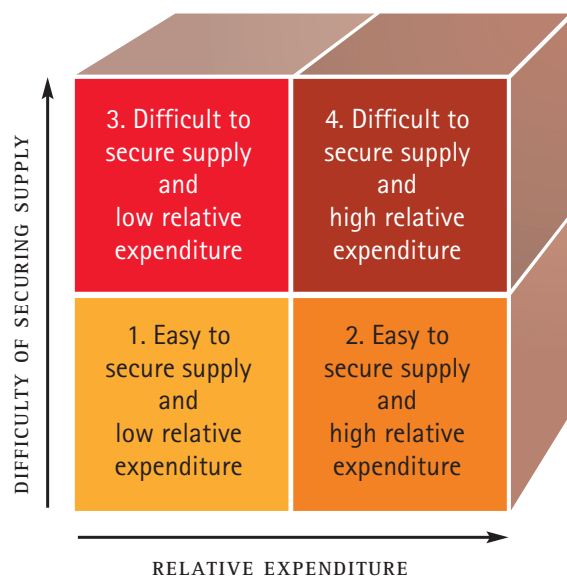 DIFFICULTY OF SECURING SUPPLY
3. Difficult to
secure supply
and
low relative
expenditure
4. Difficult to
secure supply
and
high relative
expenditure
1. Easy to
secure supply
and
low relative
expenditure
2. Easy to
secure supply
and
high relative
expenditure
RELATIVE EXPENDITURE